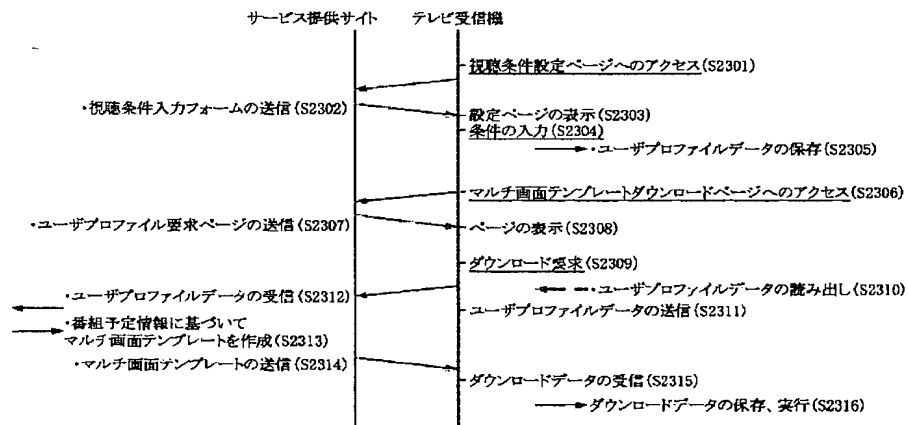 サービス提供サイト テレビ受信機
視聴条件設定ページへのアクセス(S2301)
・視聴条件入力フォームの送信(S2302)
設定ページの表示(S2303)
条件の入力(S2304)
・ユーザプロファイルデータの保存(S2305)
マルチ画面テンプレートダウンロードページへのアクセス(S2306)
・ユーザプロファイル要求ページの送信(S2307)
ページの表示(S2308)
ダウンロード要求(S2309)
・ユーザプロファイルデータの読み出し(S2310)
・ユーザプロファイルデータの受信(S2312)
ユーザプロファイルデータの送信(S2311)
・番組予定情報に基づいて
マルチ画面テンプレートを作成(S2313)
・マルチ画面テンプレートの送信(S2314)
ダウンロードデータの受信(S2315)
ダウンロードデータの保存、実行(S2316)